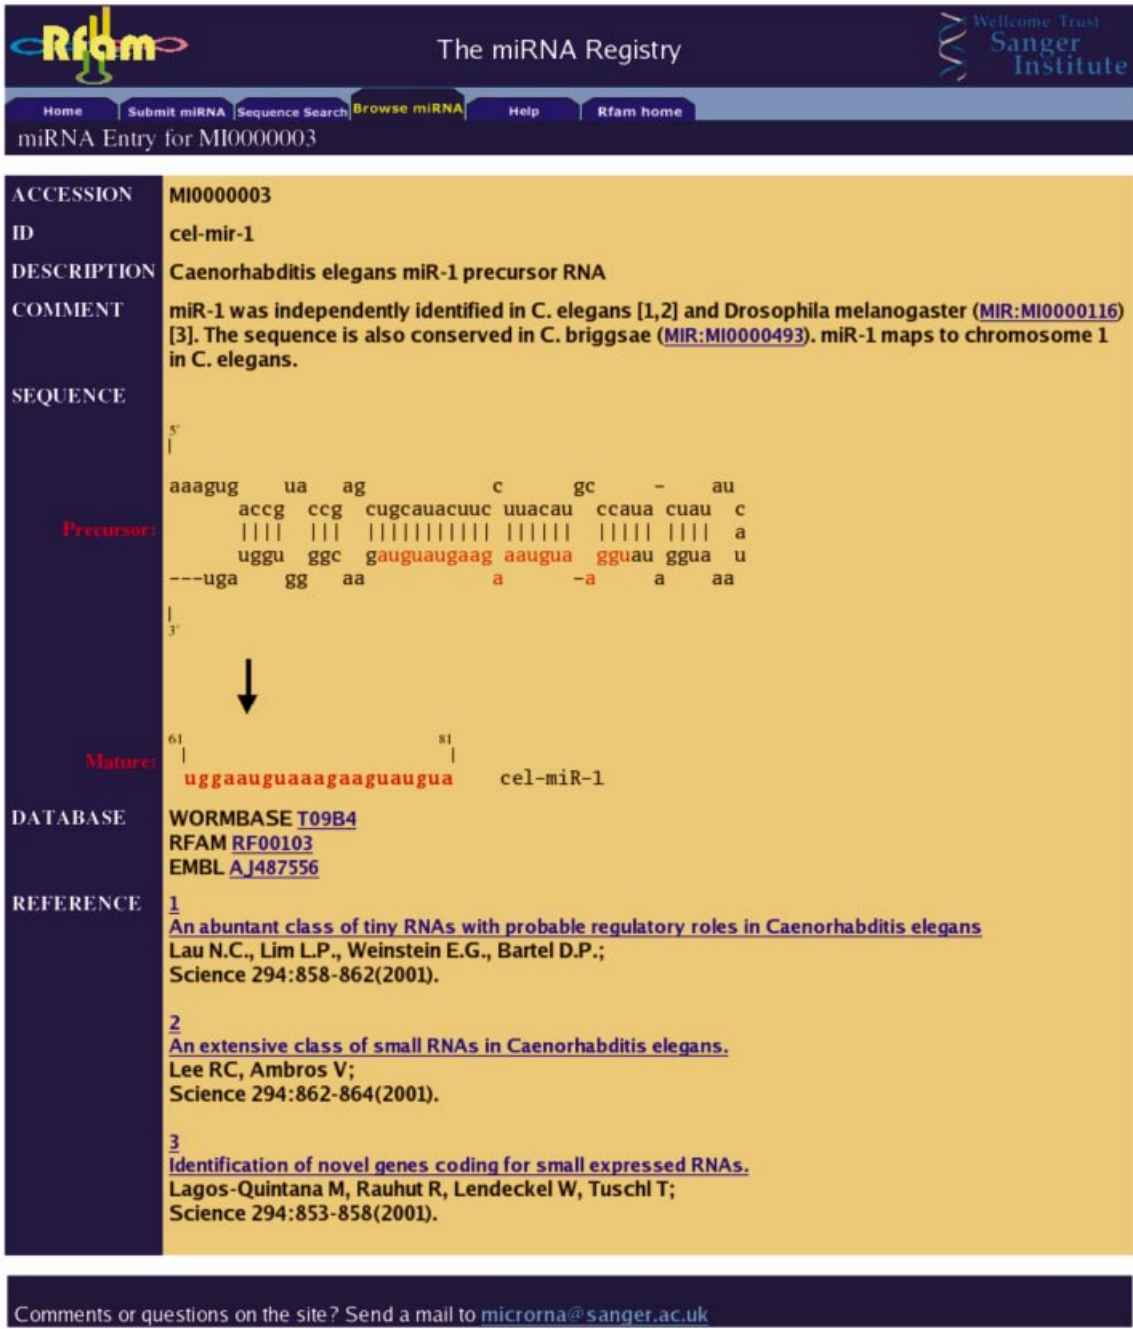 Rfam
The miRNA Registry
Wellcome Trust
Sanger
Institute
Home Submit miRNA Sequence Search Browse miRNA Help Rfam home
miRNA Entry for MI0000003
ACCESSION MI0000003
ID cel-mir-1
DESCRIPTION Caenorhabditis elegans miR-1 precursor RNA
COMMENT miR-1 was independently identified in C. elegans [1,2] and Drosophila melanogaster (MIR:MI0000116)
[3]. The sequence is also conserved in C. briggsae (MIR:MI0000493). miR-1 maps to chromosome 1
in C. elegans.
SEQUENCE
5'
|
aaagug ua ag c gc – au
accg ccg cugcauacuuc uuacau ccaua cuau c
Precursor: |||| ||| ||||||||||| |||||| ||||| |||| a
uggu ggc gauguaugaag aaugua gguau ggua u
---uga gg aa a –a a aa
|
3'
61 81
| |
Mature: uggaauguaaagaaguaugua cel-miR-1
DATABASE WORMBASE T09B4
RFAM RF00103
EMBL AJ487556
REFERENCE 1
An abuntant class of tiny RNAs with probable regulatory roles in Caenorhabditis elegans
Lau N.C., Lim L.P., Weinstein E.G., Bartel D.P.;
Science 294:858-862(2001).
2
An extensive class of small RNAs in Caenorhabditis elegans.
Lee RC, Ambros V;
Science 294:862-864(2001).
3
Identification of novel genes coding for small expressed RNAs.
Lagos-Quintana M, Rauhut R, Lendeckel W, Tuschl T;
Science 294:853-858(2001).
Comments or questions on the site? Send a mail to microrna@sanger.ac.uk